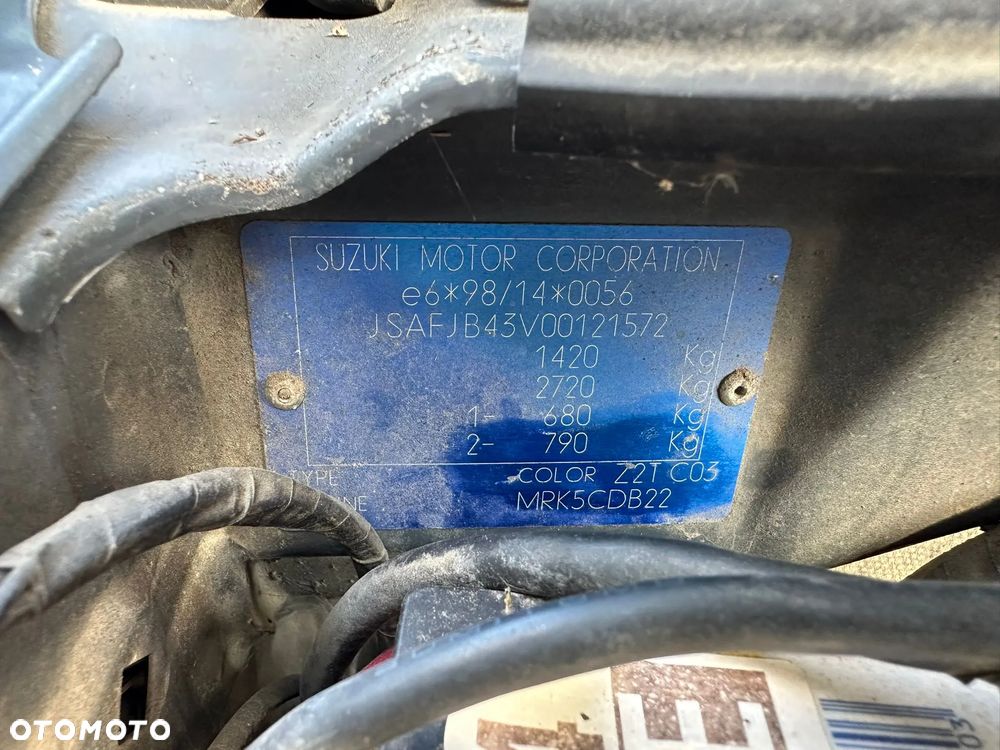 SUZUKI MOTOR CORPORATION
e6*98/14*0056
JSAFJB43V00121572
1420 Kg
2720 Kg
1- 680 Kg
2- 790 Kg
TYPE COLOR Z2T C03
MRK5CDB22
E
03
OTOMOTO